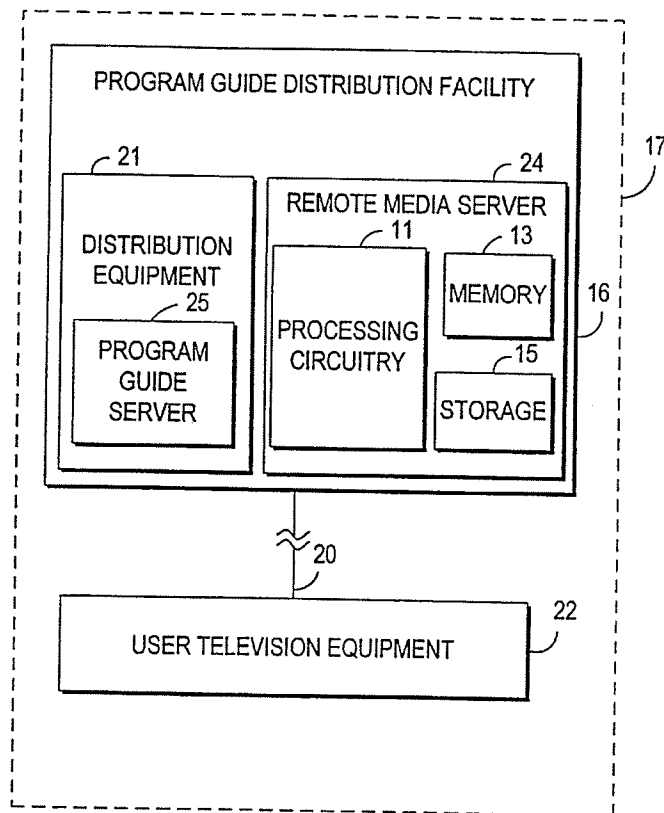 PROGRAM GUIDE DISTRIBUTION FACILITY
17
21
DISTRIBUTION
EQUIPMENT
25
PROGRAM
GUIDE
SERVER
24
REMOTE MEDIA SERVER
11
PROCESSING
CIRCUITRY
13
MEMORY
16
15
STORAGE
20
USER TELEVISION EQUIPMENT
22